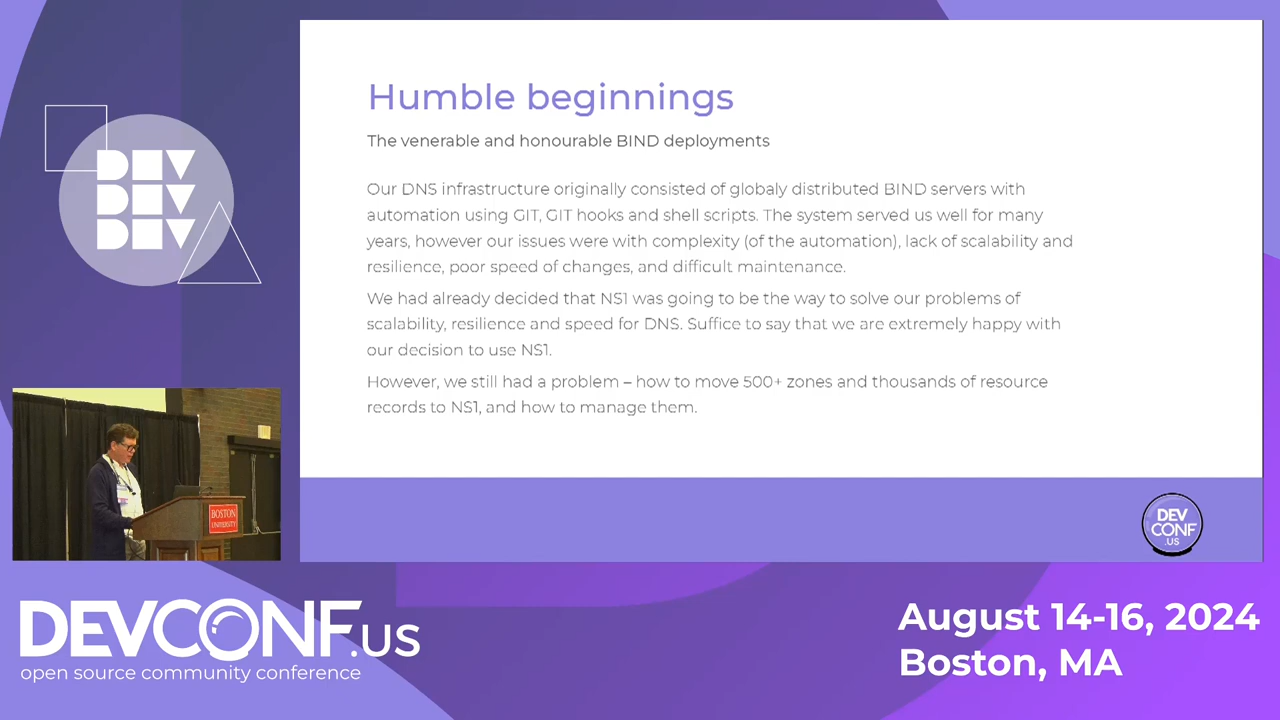 DEV
DEV
DEV
Humble beginnings
The venerable and honourable BIND deployments
Our DNS infrastructure originally consisted of globaly distributed BIND servers with
automation using GIT, GIT hooks and shell scripts. The system served us well for many
years, however our issues were with complexity (of the automation), lack of scalability and
resilience, poor speed of changes, and difficult maintenance.
We had already decided that NS1 was going to be the way to solve our problems of
scalability, resilience and speed for DNS. Suffice to say that we are extremely happy with
our decision to use NS1.
However, we still had a problem – how to move 500+ zones and thousands of resource
records to NS1, and how to manage them.
DEV
CONF
.US
BOSTON
UNIVERSITY
DEVCONF.US
open source community conference
August 14-16, 2024
Boston, MA